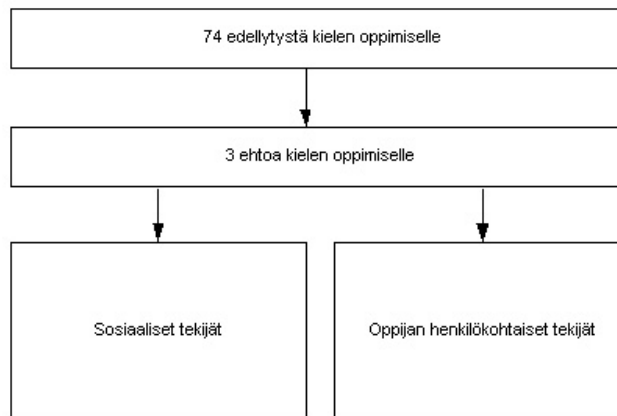 74 edellytystä kielen oppimiselle
3 ehtoa kielen oppimiselle
Sosiaaliset tekijät
Oppijan henkilökohtaiset tekijät